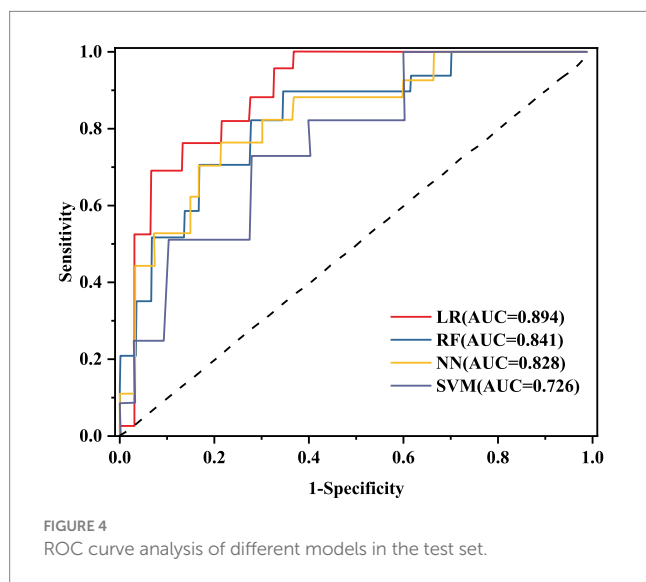 1.0
0.8
0.6
0.4
0.2
0.0
Sensitivity
LR(AUC=0.894)
RF(AUC=0.841)
NN(AUC=0.828)
SVM(AUC=0.726)
0.0 0.2 0.4 0.6 0.8 1.0
1-Specificity
FIGURE 4
ROC curve analysis of different models in the test set.